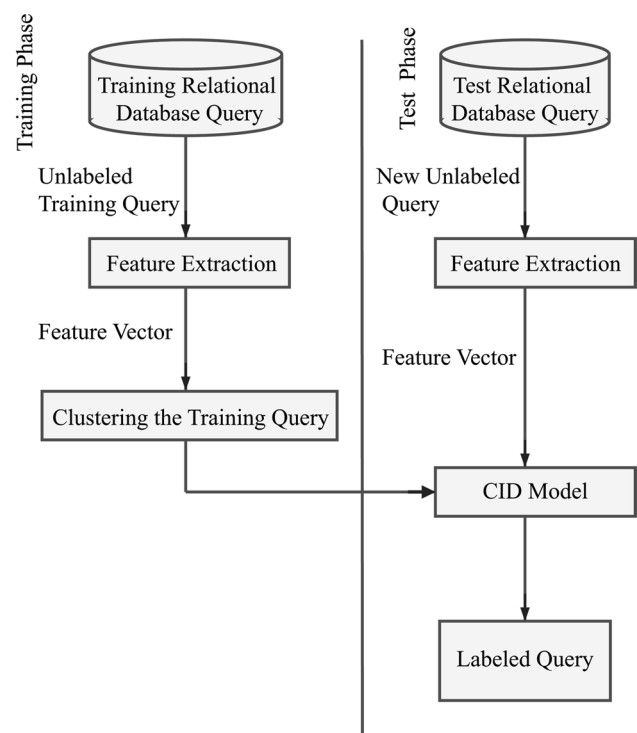 Training Phase
Training Relational
Database Query
Unlabeled
Training Query
Feature Extraction
Feature Vector
Clustering the Training Query
Test Phase
Test Relational
Database Query
New Unlabeled
Query
Feature Extraction
Feature Vector
CID Model
Labeled Query